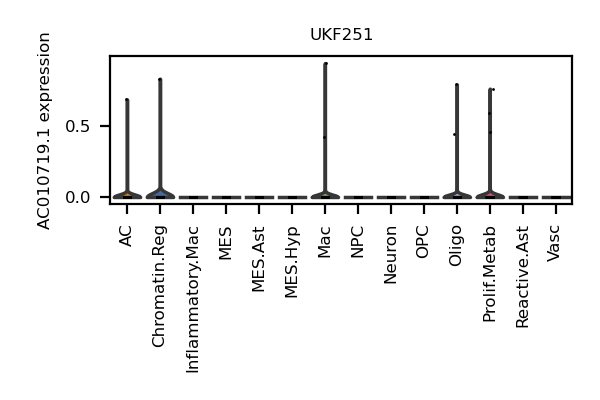 UKF251
AC010719.1 expression
0.5
0.0
AC
Chromatin.Reg
Inflammatory.Mac
MES
MES.Ast
MES.Hyp
Mac
NPC
Neuron
OPC
Oligo
Prolif.Metab
Reactive.Ast
Vasc